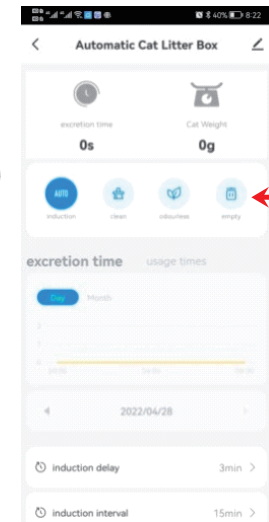 40% 8:22
Automatic Cat Litter Box
excretion time Cat Weight
0s 0g
AUTO
induction clean odourless empty
excretion time usage times
Day Month
2022/04/28
induction delay 3min
induction interval 15min